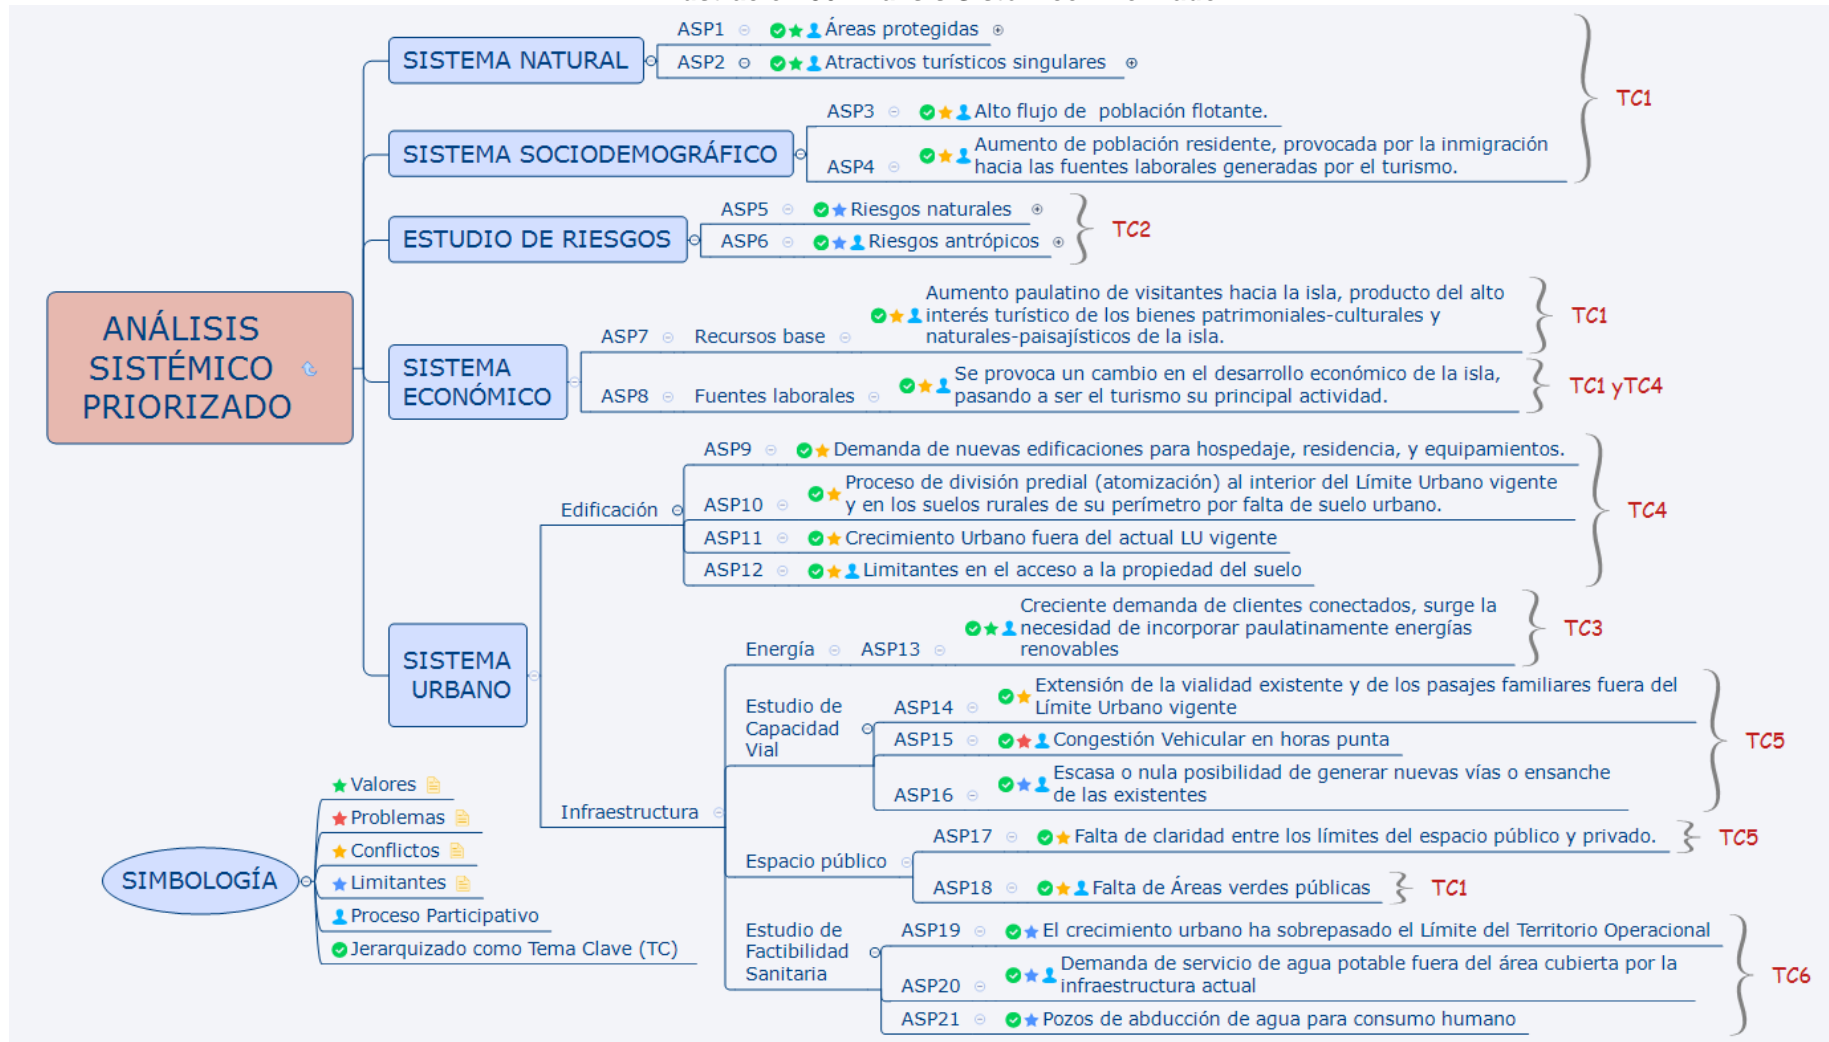 SISTEMA NATURAL
ASP1
Áreas protegidas
ASP2
Atractivos turísticos singulares
SISTEMA SOCIODEMOGRÁFICO
ASP3
Alto flujo de población flotante.
ASP4
Aumento de población residente, provocada por la inmigración
hacia las fuentes laborales generadas por el turismo.
TC1
ESTUDIO DE RIESGOS
ASP5
Riesgos naturales
ASP6
Riesgos antrópicos
TC2
ANÁLISIS
SISTÉMICO
PRIORIZADO
SISTEMA
ECONÓMICO
ASP7
Recursos base
Aumento paulatino de visitantes hacia la isla, producto del alto
interés turístico de los bienes patrimoniales-culturales y
naturales-paisajísticos de la isla.
TC1
ASP8
Fuentes laborales
Se provoca un cambio en el desarrollo económico de la isla,
pasando a ser el turismo su principal actividad.
TC1 yTC4
SISTEMA
URBANO
Edificación
ASP9
Demanda de nuevas edificaciones para hospedaje, residencia, y equipamientos.
ASP10
Proceso de división predial (atomización) al interior del Límite Urbano vigente
y en los suelos rurales de su perímetro por falta de suelo urbano.
ASP11
Crecimiento Urbano fuera del actual LU vigente
ASP12
Limitantes en el acceso a la propiedad del suelo
TC4
Infraestructura
Energía
ASP13
Creciente demanda de clientes conectados, surge la
necesidad de incorporar paulatinamente energías
renovables
TC3
Estudio de
Capacidad
Vial
ASP14
Extensión de la vialidad existente y de los pasajes familiares fuera del
Límite Urbano vigente
ASP15
Congestión Vehicular en horas punta
ASP16
Escasa o nula posibilidad de generar nuevas vías o ensanche
de las existentes
TC5
Espacio público
ASP17
Falta de claridad entre los límites del espacio público y privado.
TC5
ASP18
Falta de Áreas verdes públicas
TC1
Estudio de
Factibilidad
Sanitaria
ASP19
El crecimiento urbano ha sobrepasado el Límite del Territorio Operacional
ASP20
Demanda de servicio de agua potable fuera del área cubierta por la
infraestructura actual
ASP21
Pozos de abducción de agua para consumo humano
TC6
SIMBOLOGÍA
Valores
Problemas
Conflictos
Limitantes
Proceso Participativo
Jerarquizado como Tema Clave (TC)